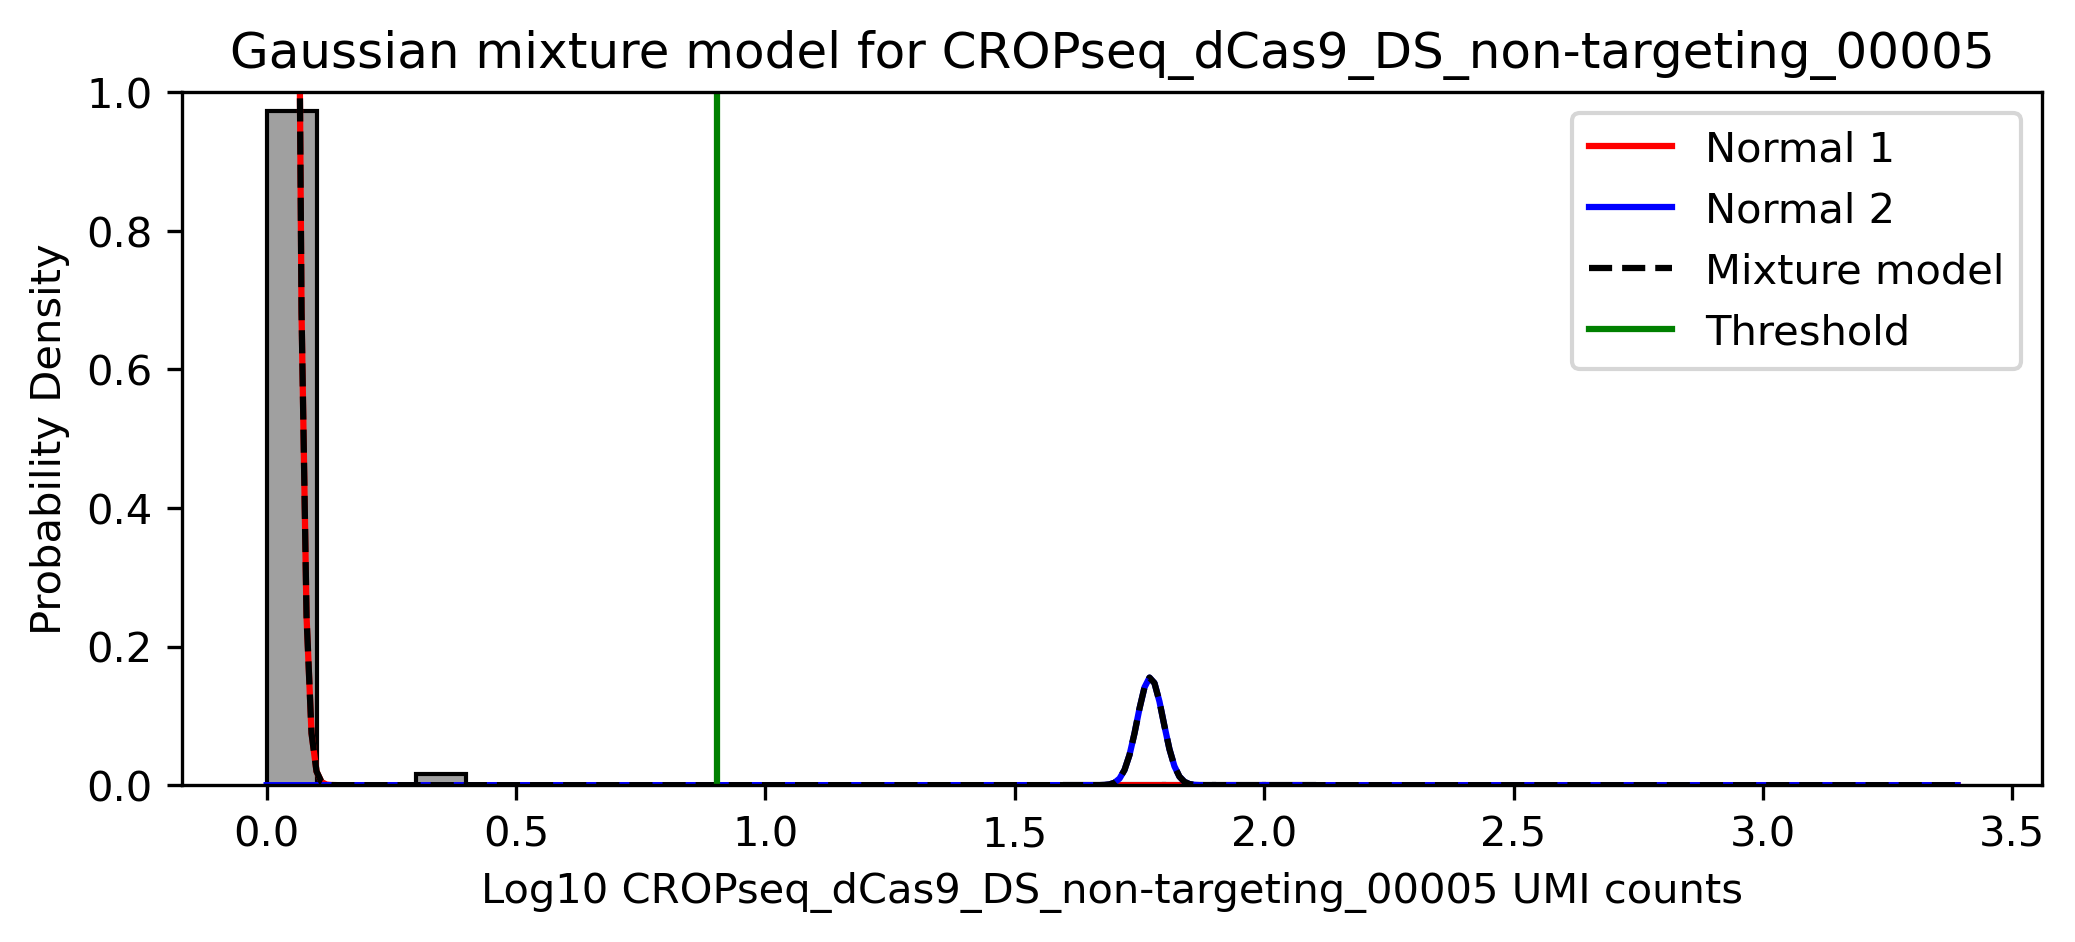 Gaussian mixture model for CROPseq_dCas9_DS_non-targeting_00005
Probability Density
1.0
0.8
0.6
0.4
0.2
0.0
Normal 1
Normal 2
Mixture model
Threshold
0.0 0.5 1.0 1.5 2.0 2.5 3.0 3.5
Log10 CROPseq_dCas9_DS_non-targeting_00005 UMI counts